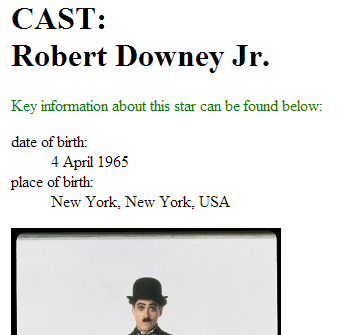 CAST:
Robert Downey Jr.
Key information about this star can be found below:
date of birth:
4 April 1965
place of birth:
New York, New York, USA